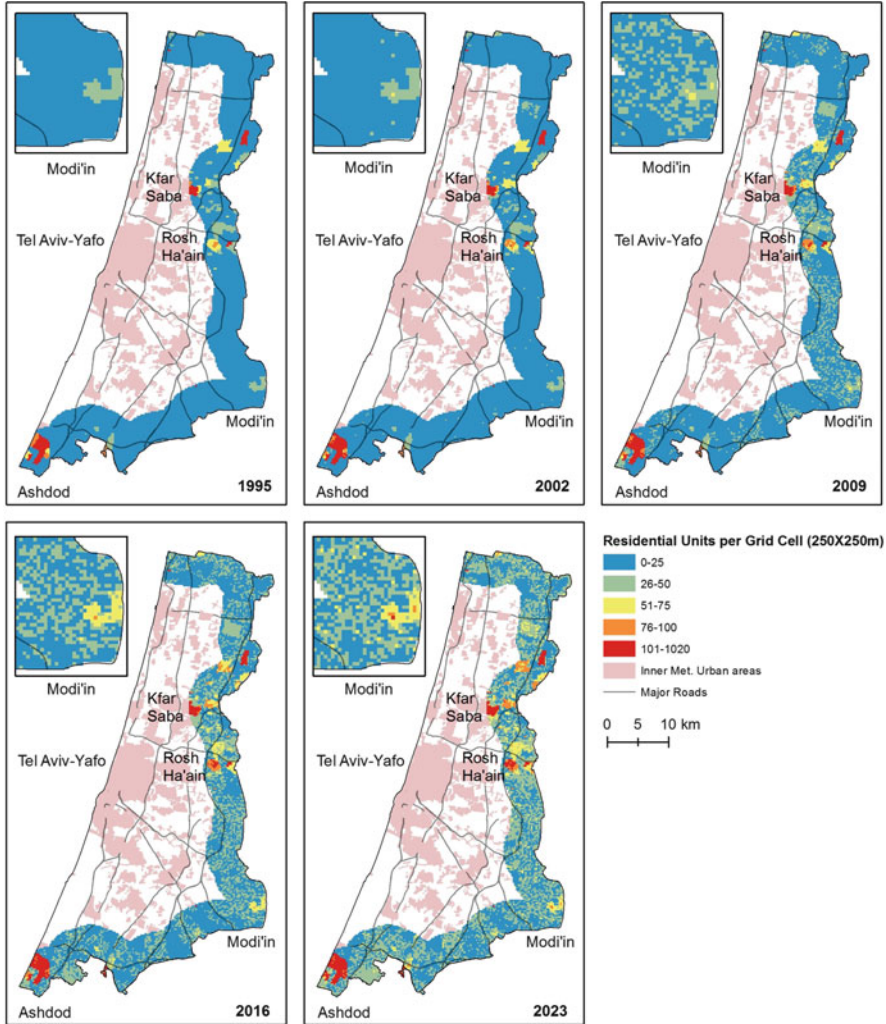 Modi'in
Kfar
Saba
Tel Aviv-Yafo
Rosh
Ha'ain
Modi'in
Ashdod
1995
Modi'in
Kfar
Saba
Tel Aviv-Yafo
Rosh
Ha'ain
Modi'in
Ashdod
2002
Modi'in
Kfar
Saba
Tel Aviv-Yafo
Rosh
Ha'ain
Modi'in
Ashdod
2009
Modi'in
Kfar
Saba
Tel Aviv-Yafo
Rosh
Ha'ain
Modi'in
Ashdod
2016
Modi'in
Kfar
Saba
Tel Aviv-Yafo
Rosh
Ha'ain
Modi'in
Ashdod
2023
Residential Units per Grid Cell (250X250m)
0-25
26-50
51-75
76-100
101-1020
Inner Met. Urban areas
Major Roads
0 5 10 km